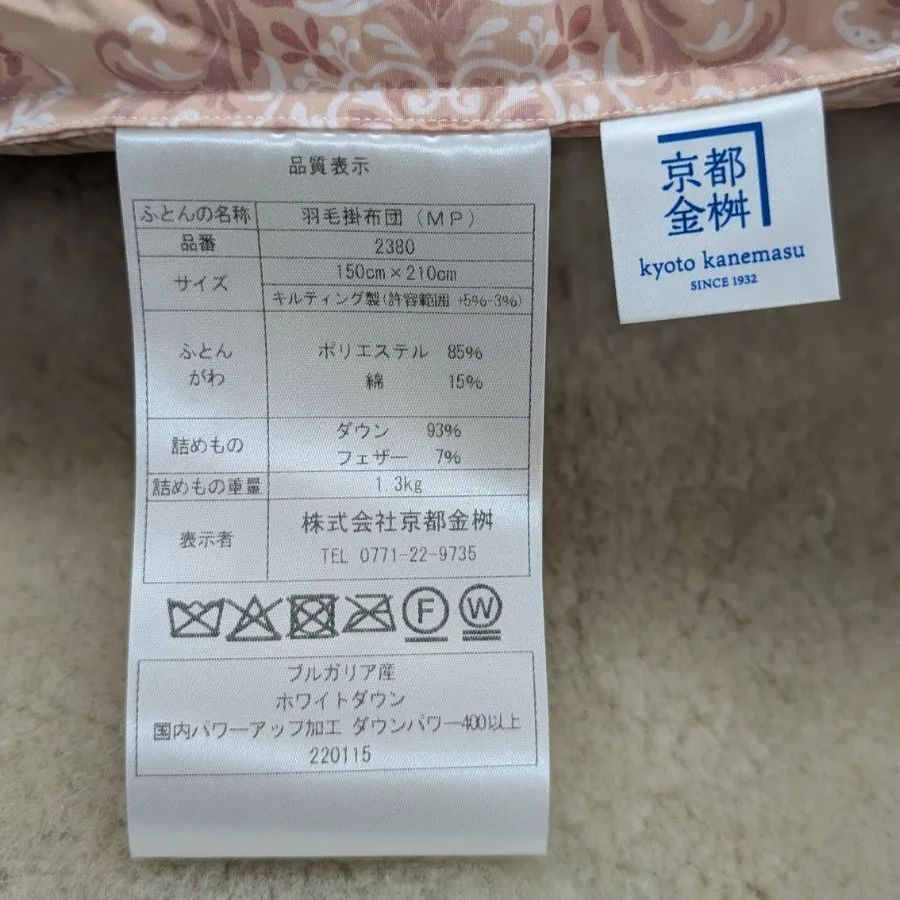 品質表示
ふとんの名称 羽毛掛布団（ＭＰ）
品番 2380
サイズ 150cm×210cm
キルティング製(許容範囲 +5%-3%)
ふとんがわ ポリエステル 85%
綿 15%
詰めもの ダウン 93%
フェザー 7%
詰めもの重量 1.3kg
表示者 株式会社京都金桝
TEL 0771-22-9735
F W
ブルガリア産
ホワイトダウン
国内パワーアップ加工 ダウンパワー400以上
220115
京都
金桝
kyoto kanemasu
SINCE 1932